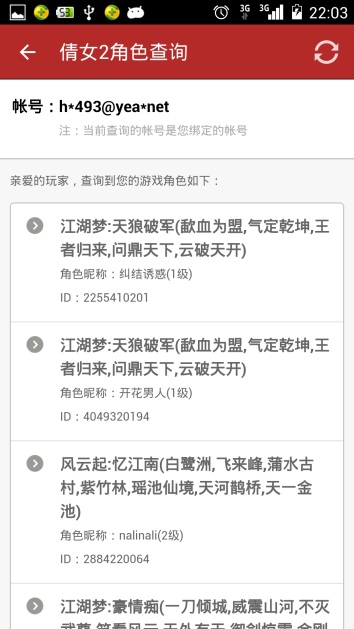 53
3G
3G
22:03
倩女2角色查询
帐号：h*493@yea*net
注：当前查询的帐号是您绑定的帐号
亲爱的玩家，查询到您的游戏角色如下：
江湖梦:天狼破军(歃血为盟,气定乾坤,王
者归来,问鼎天下,云破天开)
角色昵称：纠结诱惑(1级)
ID：2255410201
江湖梦:天狼破军(歃血为盟,气定乾坤,王
者归来,问鼎天下,云破天开)
角色昵称：开花男人(1级)
ID：4049320194
风云起:忆江南(白鹭洲,飞来峰,蒲水古
村,紫竹林,瑶池仙境,天河鹊桥,天一金
池)
角色昵称：nalinali(2级)
ID：2884220064
江湖梦:豪情痴(一刀倾城,威震山河,不灭